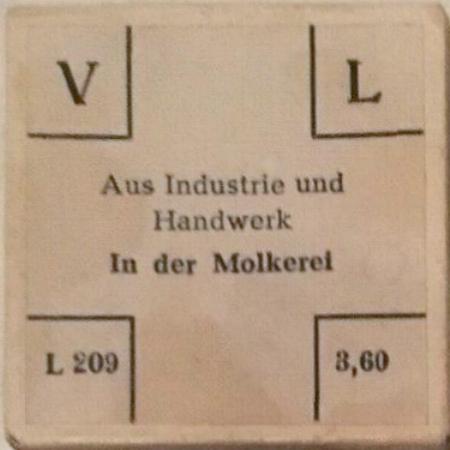 V L
Aus Industrie und
Handwerk
In der Molkerei
L 209 3,60